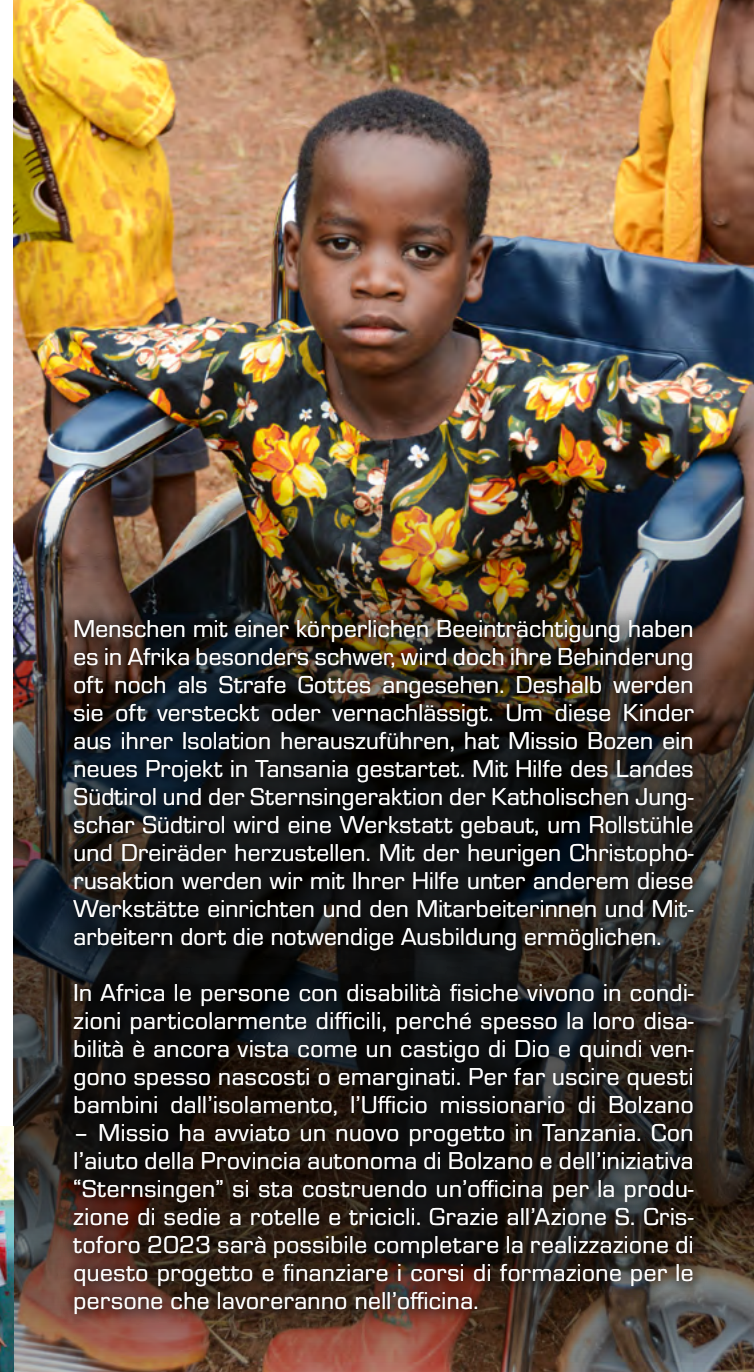 Menschen mit einer körperlichen Beeinträchtigung haben
es in Afrika besonders schwer, wird doch ihre Behinderung
oft noch als Strafe Gottes angesehen. Deshalb werden
sie oft versteckt oder vernachlässigt. Um diese Kinder
aus ihrer Isolation herauszuführen, hat Missio Bozen ein
neues Projekt in Tansania gestartet. Mit Hilfe des Landes
Südtirol und der Sternsingeraktion der Katholischen Jung-
schar Südtirol wird eine Werkstatt gebaut, um Rollstühle
und Dreiräder herzustellen. Mit der heurigen Christopho-
rusaktion werden wir mit Ihrer Hilfe unter anderem diese
Werkstätte einrichten und den Mitarbeiterinnen und Mit-
arbeitern dort die notwendige Ausbildung ermöglichen.

In Africa le persone con disabilità fisiche vivono in condi-
zioni particolarmente difficili, perché spesso la loro disa-
bilità è ancora vista come un castigo di Dio e quindi ven-
gono spesso nascosti o emarginati. Per far uscire questi
bambini dall’isolamento, l’Ufficio missionario di Bolzano
– Missio ha avviato un nuovo progetto in Tanzania. Con
l’aiuto della Provincia autonoma di Bolzano e dell’iniziativa
“Sternsingen” si sta costruendo un’officina per la produ-
zione di sedie a rotelle e tricicli. Grazie all’Azione S. Cris-
toforo 2023 sarà possibile completare la realizzazione di
questo progetto e finanziare i corsi di formazione per le
persone che lavoreranno nell’officina.